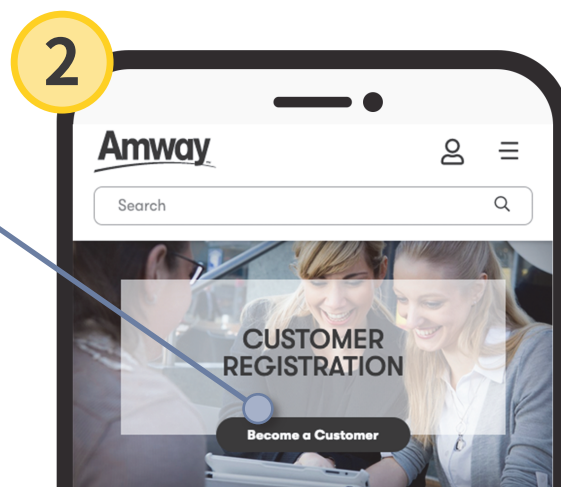 2
Amway
Search
CUSTOMER
REGISTRATION
Become a Customer